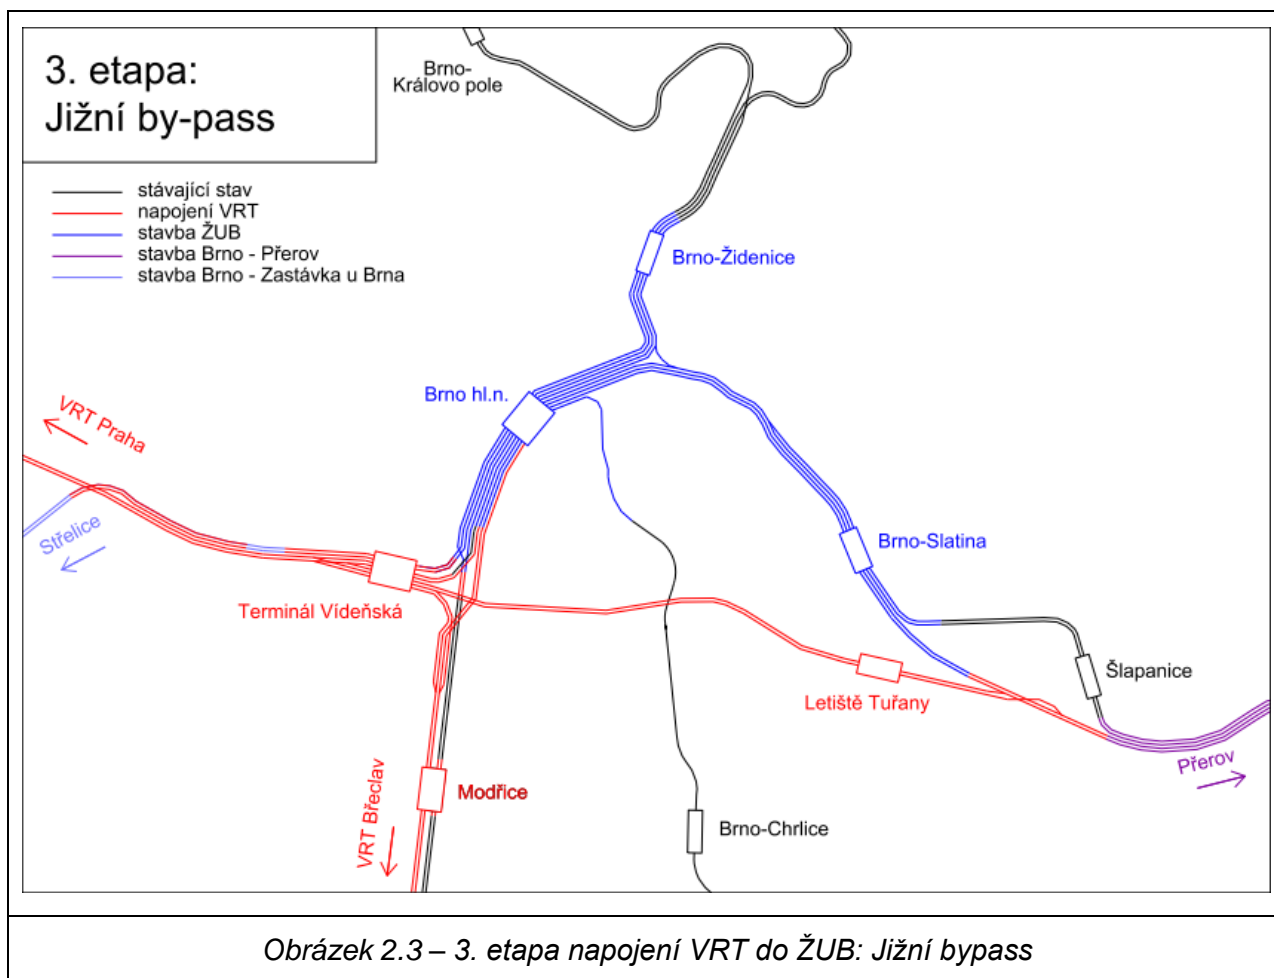 3. etapa:
Jižní by-pass
stávající stav
napojení VRT
stavba ŽUB
stavba Brno - Přerov
stavba Brno - Zastávka u Brna
Brno-
Královo pole
Brno-Židenice
Brno hl.n.
VRT Praha
Střelice
Brno-Slatina
Terminál Vídeňská
Šlapanice
Letiště Tuřany
Přerov
Modřice
VRT Břeclav
Brno-Chrlice
Obrázek 2.3 – 3. etapa napojení VRT do ŽUB: Jižní bypass